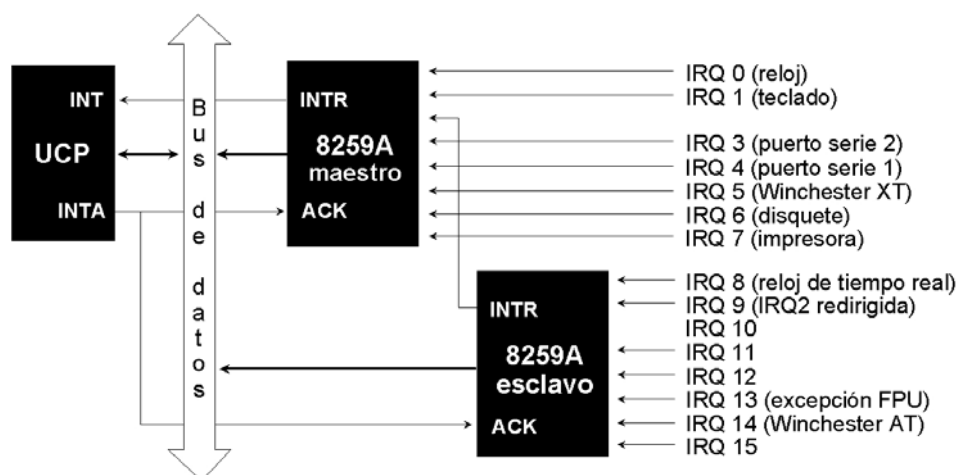 INT
UCP
INTA
Bus de datos
INTR
8259A
maestro
ACK
IRQ 0 (reloj)
IRQ 1 (teclado)
IRQ 3 (puerto serie 2)
IRQ 4 (puerto serie 1)
IRQ 5 (Winchester XT)
IRQ 6 (disquete)
IRQ 7 (impresora)
INTR
8259A
esclavo
ACK
IRQ 8 (reloj de tiempo real)
IRQ 9 (IRQ2 redirigida)
IRQ 10
IRQ 11
IRQ 12
IRQ 13 (excepción FPU)
IRQ 14 (Winchester AT)
IRQ 15